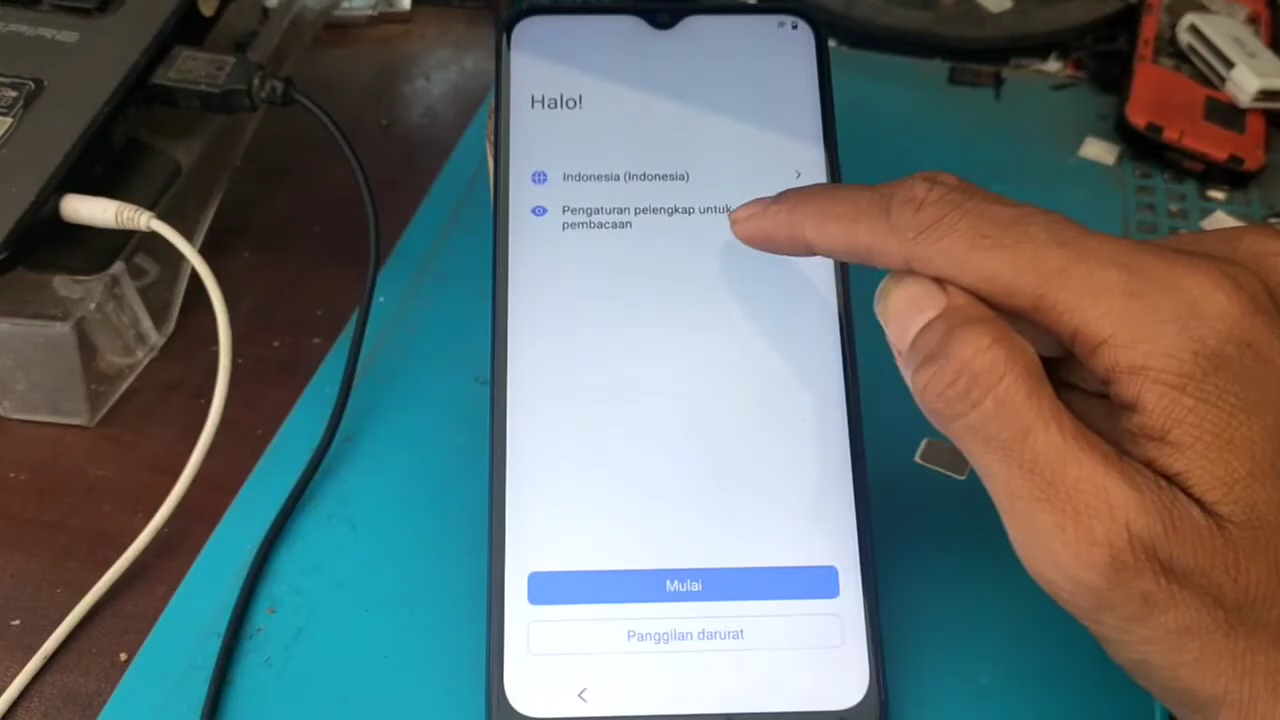 Halo!
Indonesia (Indonesia)
Pengaturan pelengkap untuk
pembacaan
Mulai
Panggilan darurat